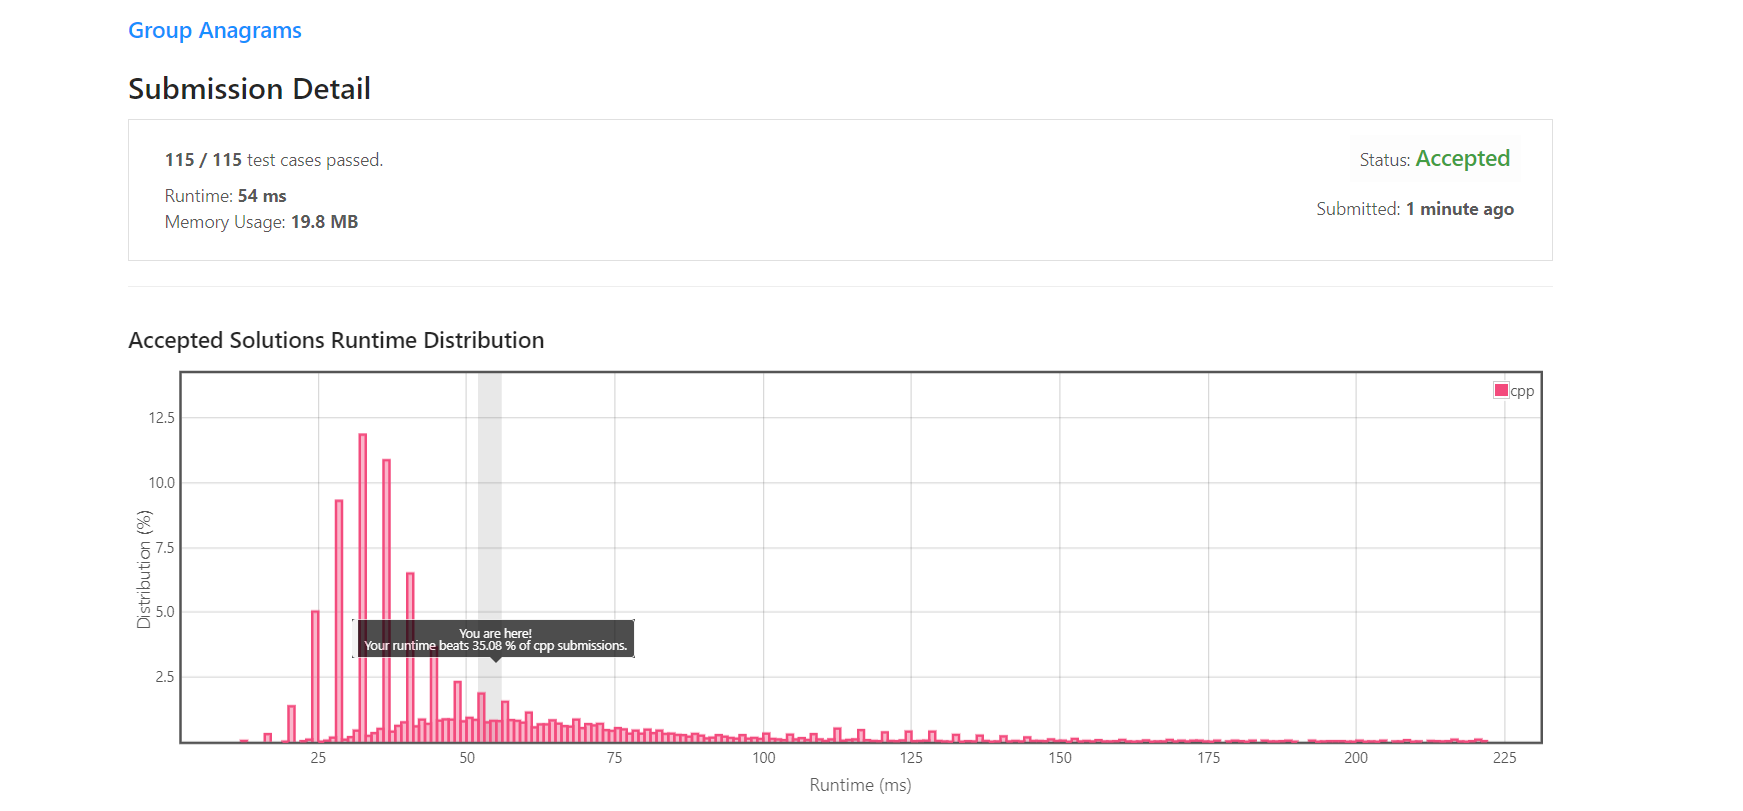 Group Anagrams
Submission Detail
115 / 115 test cases passed.
Status: Accepted
Runtime: 54 ms
Submitted: 1 minute ago
Memory Usage: 19.8 MB
Accepted Solutions Runtime Distribution
cpp
12.5
10.0
7.5
5.0
2.5
Distribution (%)
You are here!
Your runtime beats 35.08 % of cpp submissions.
25 50 75 100 125 150 175 200 225
Runtime (ms)